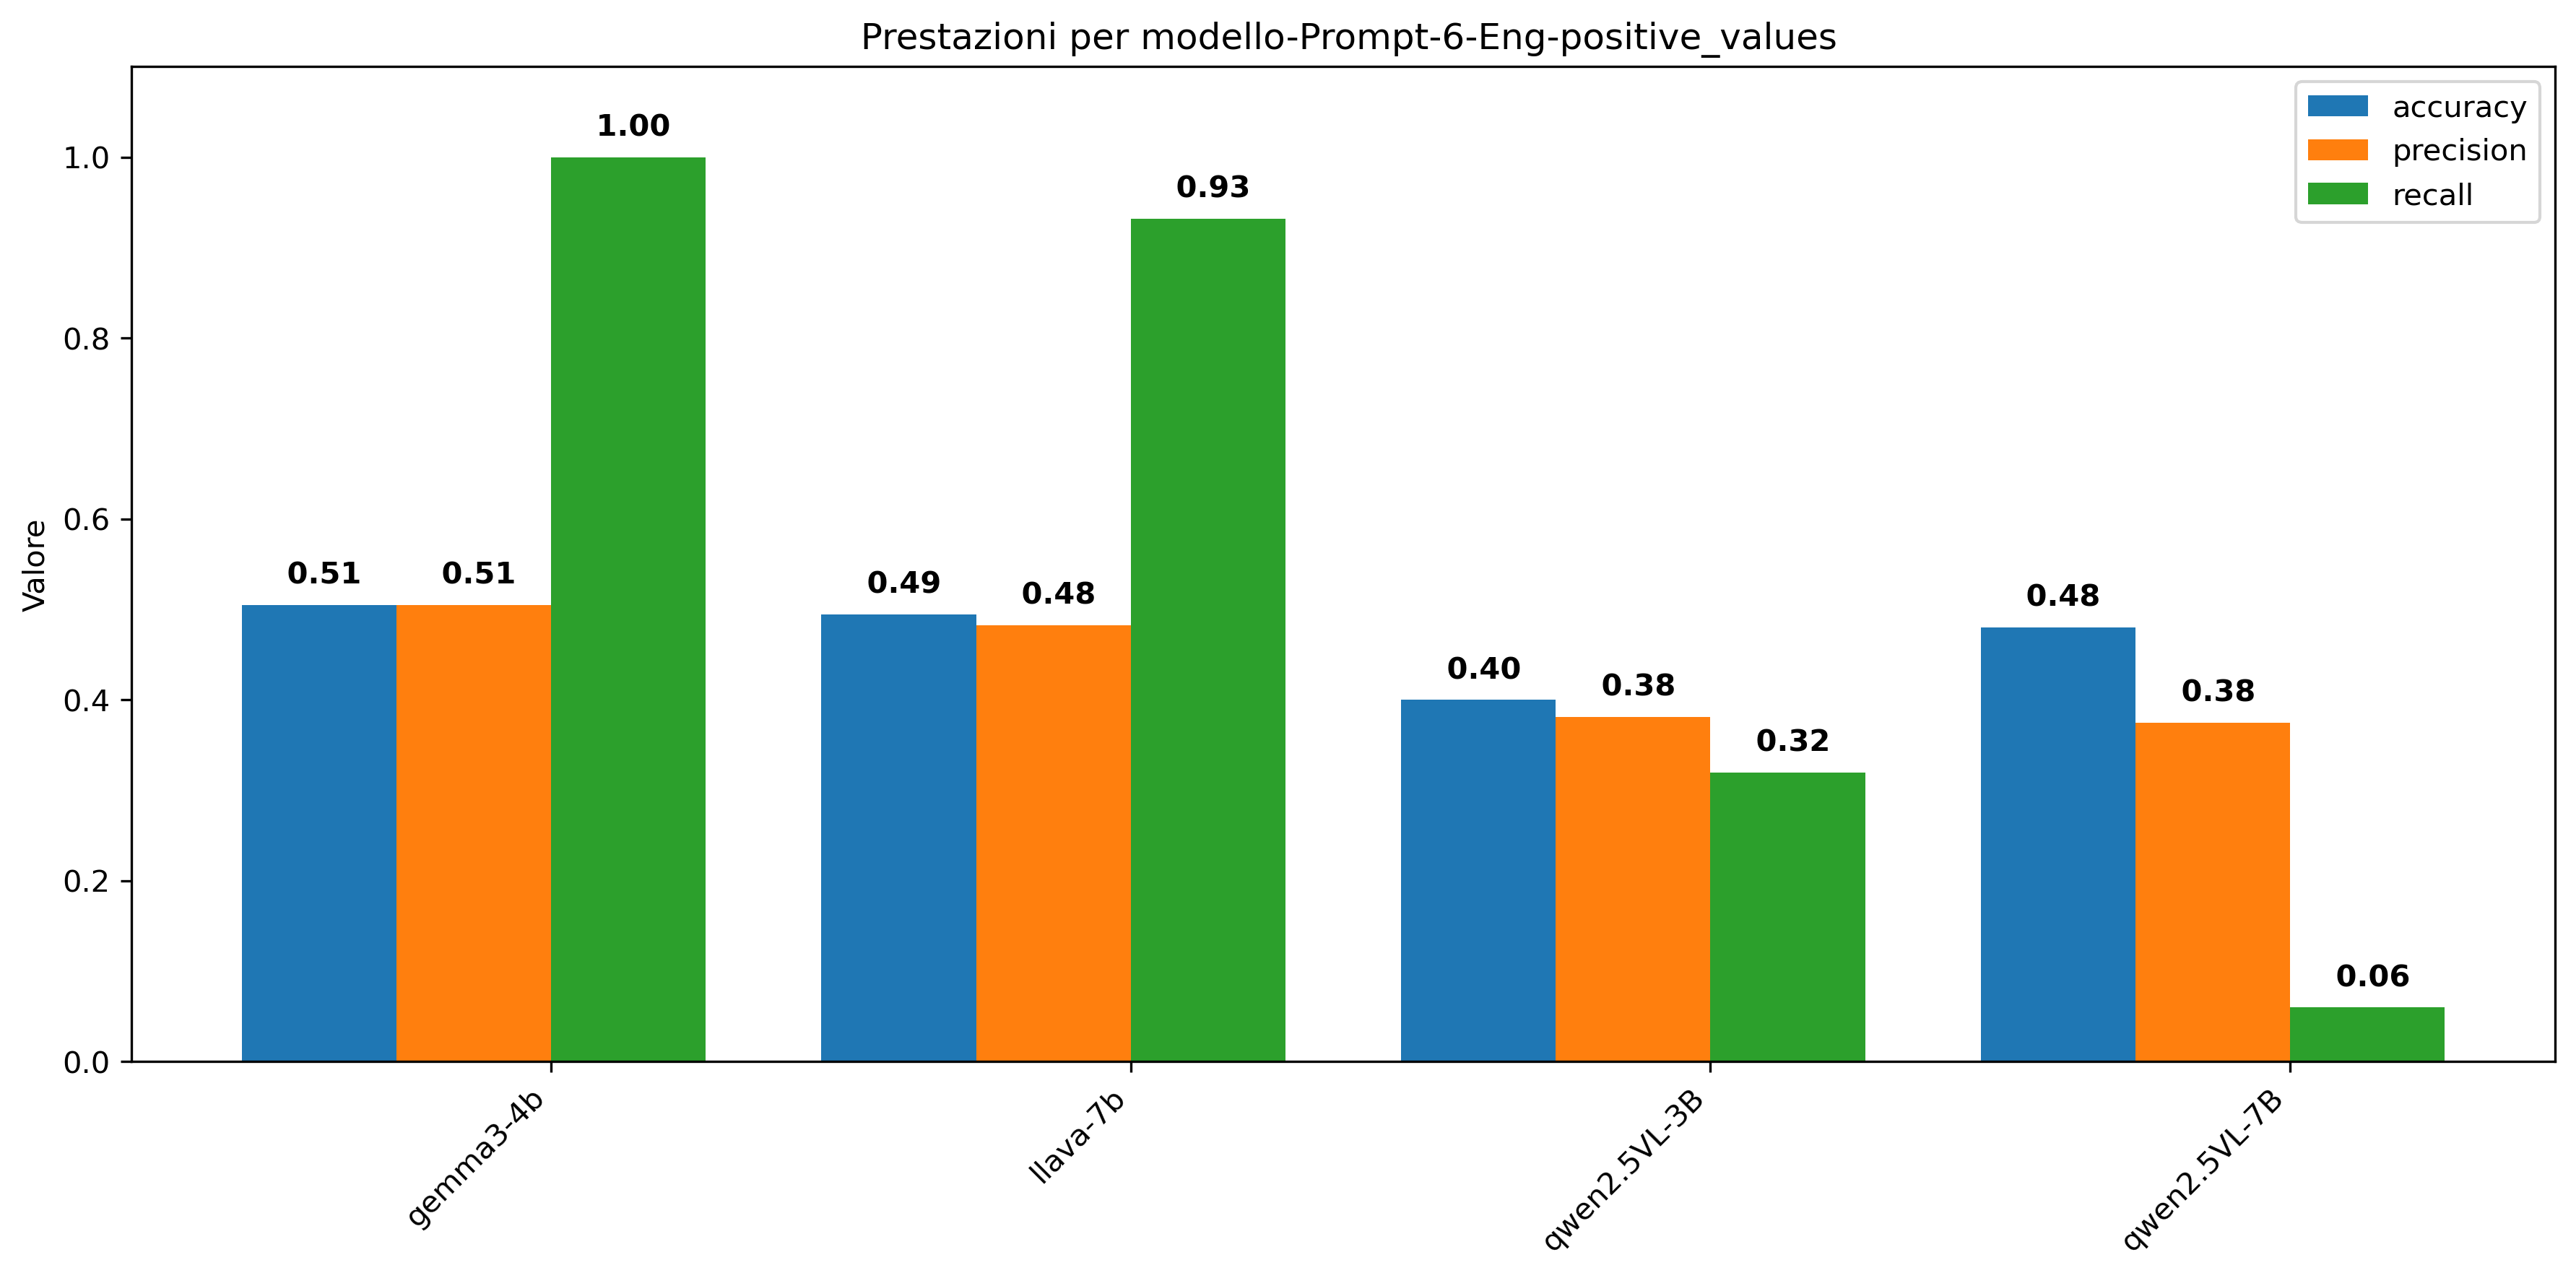 Prestazioni per modello-Prompt-6-Eng-positive_values
accuracy
precision
recall
Valore
1.0
0.8
0.6
0.4
0.2
0.0
0.51
0.51
1.00
0.49
0.48
0.93
0.40
0.38
0.32
0.48
0.38
0.06
gemma3-4b
llava-7b
qwen2.5VL-3B
qwen2.5VL-7B